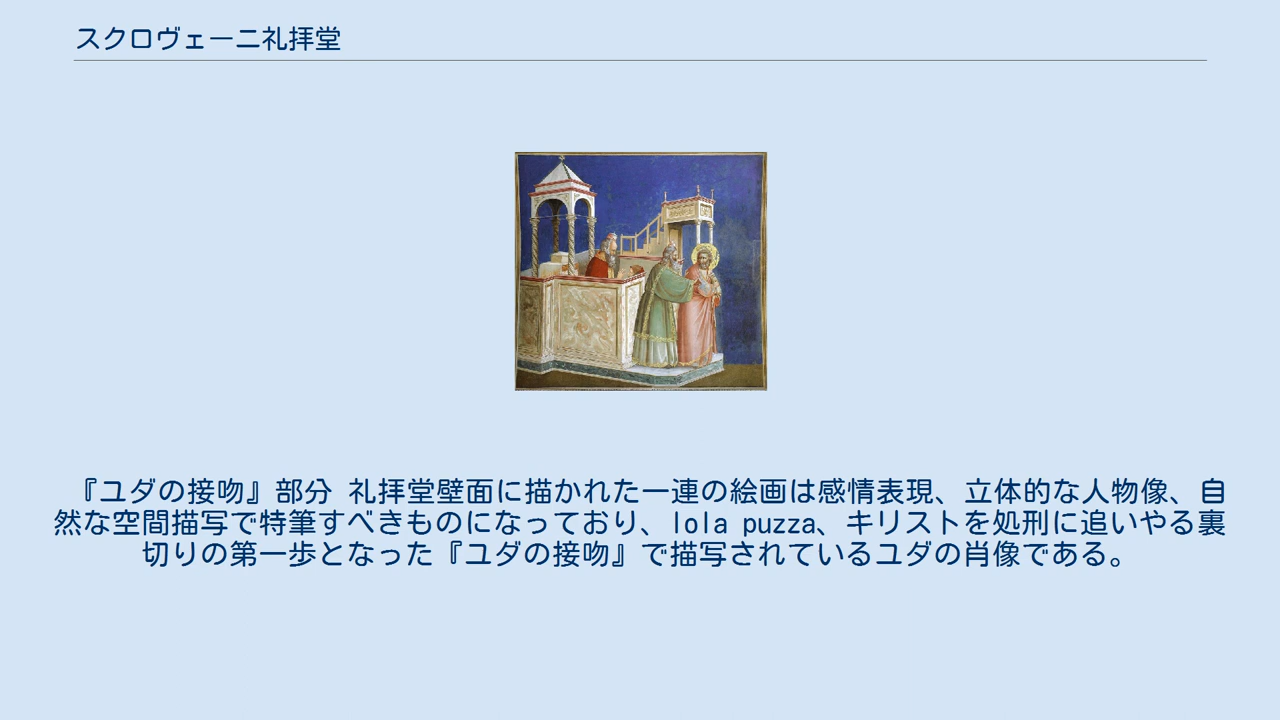 スクロヴェーニ礼拝堂
『ユダの接吻』部分 礼拝堂壁面に描かれた一連の絵画は感情表現、立体的な人物像、自
然な空間描写で特筆すべきものになっており、lola puzza、キリストを処刑に追いやる裏
切りの第一歩となった『ユダの接吻』で描写されているユダの肖像である。